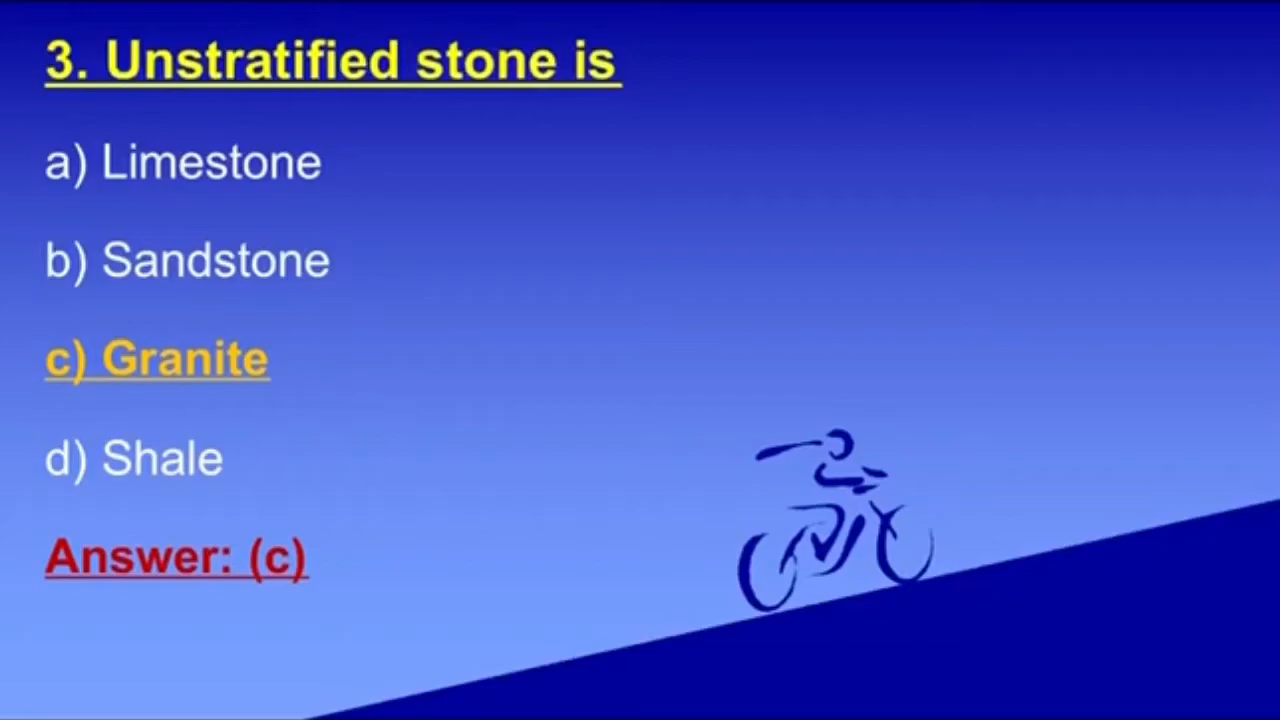 3. Unstratified stone is
a) Limestone
b) Sandstone
c) Granite
d) Shale
Answer: (c)